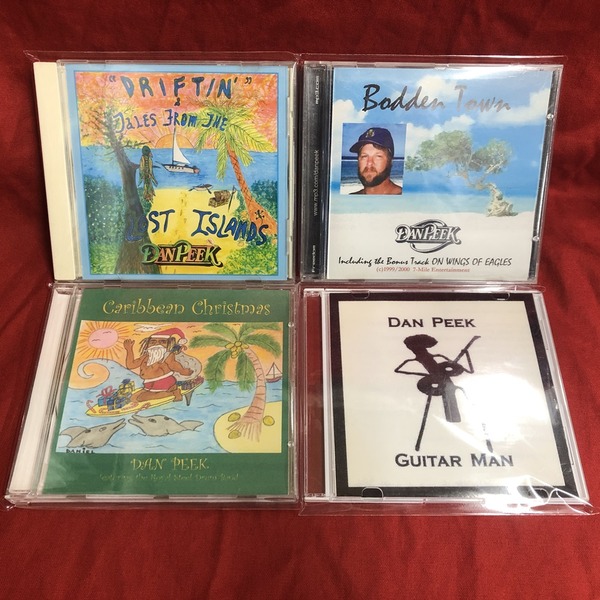 "DRIFTIN'"
&
TALES FROM THE
LOST ISLANDS
DAN PEEK
Bodden Town
www.mp3.com/danpeek
DAN PEEK
Including the Bonus Track ON WINGS OF EAGLES
(c)1999/2000 7-Mile Entertainment
Caribbean Christmas
DANIEL
DAN PEEK
DAN PEEK
GUITAR MAN